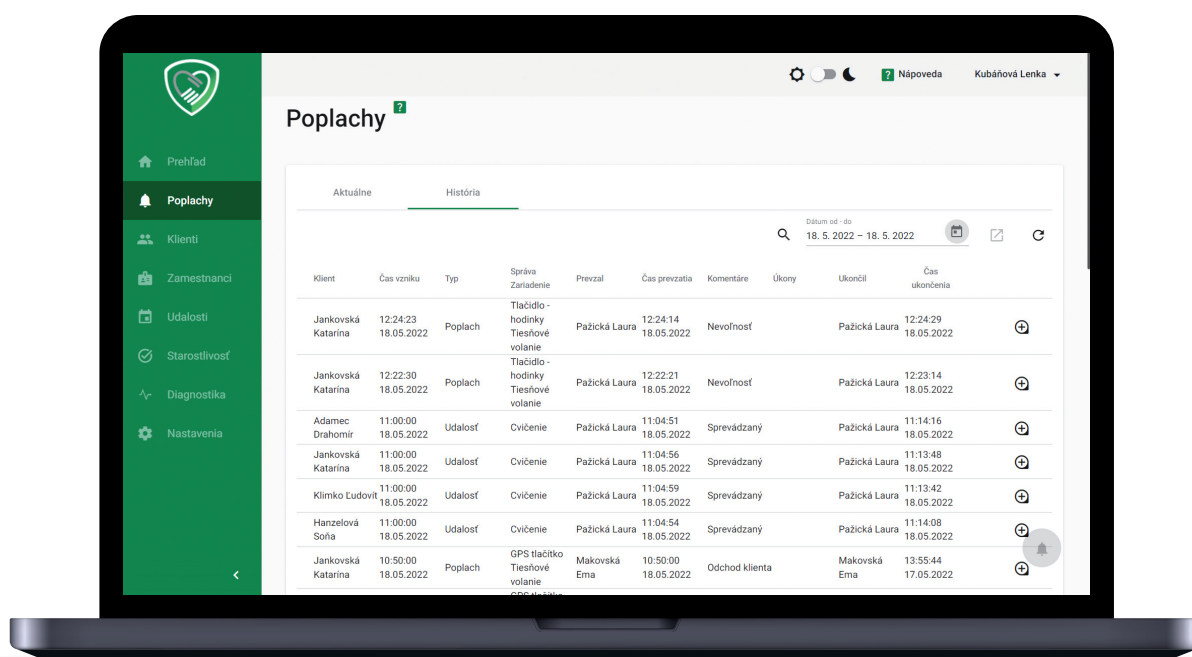 Nápoveda
Kubáňová Lenka
Poplachy ?
Prehľad
Poplachy
Klienti
Zamestnanci
Udalosti
Starostlivosť
Diagnostika
Nastavenia
Aktuálne História
Dátum od - do
18. 5. 2022 – 18. 5. 2022
Klient Čas vzniku Typ Správa Zariadenie Prevzal Čas prevzatia Komentáre Úkony Ukončil Čas ukončenia
Jankovská Katarína 12:24:23 18.05.2022 Poplach Tlačidlo - hodinky Tiesňové volanie Pažická Laura 12:24:14 18.05.2022 Nevoľnosť Pažická Laura 12:24:29 18.05.2022
Jankovská Katarína 12:22:30 18.05.2022 Poplach Tlačidlo - hodinky Tiesňové volanie Pažická Laura 12:22:21 18.05.2022 Nevoľnosť Pažická Laura 12:23:14 18.05.2022
Adamec Drahomír 11:00:00 18.05.2022 Udalosť Cvičenie Pažická Laura 11:04:51 18.05.2022 Sprevádzaný Pažická Laura 11:14:16 18.05.2022
Jankovská Katarína 11:00:00 18.05.2022 Udalosť Cvičenie Pažická Laura 11:04:56 18.05.2022 Sprevádzaný Pažická Laura 11:13:48 18.05.2022
Klimko Ľudovít 11:00:00 18.05.2022 Udalosť Cvičenie Pažická Laura 11:04:59 18.05.2022 Sprevádzaný Pažická Laura 11:13:42 18.05.2022
Hanzelová Soňa 11:00:00 18.05.2022 Udalosť Cvičenie Pažická Laura 11:04:54 18.05.2022 Sprevádzaný Pažická Laura 11:14:08 18.05.2022
Jankovská Katarína 10:50:00 18.05.2022 Poplach GPS tlačítko Tiesňové volanie Makovská Ema 10:50:00 18.05.2022 Odchod klienta Makovská Ema 13:55:44 17.05.2022